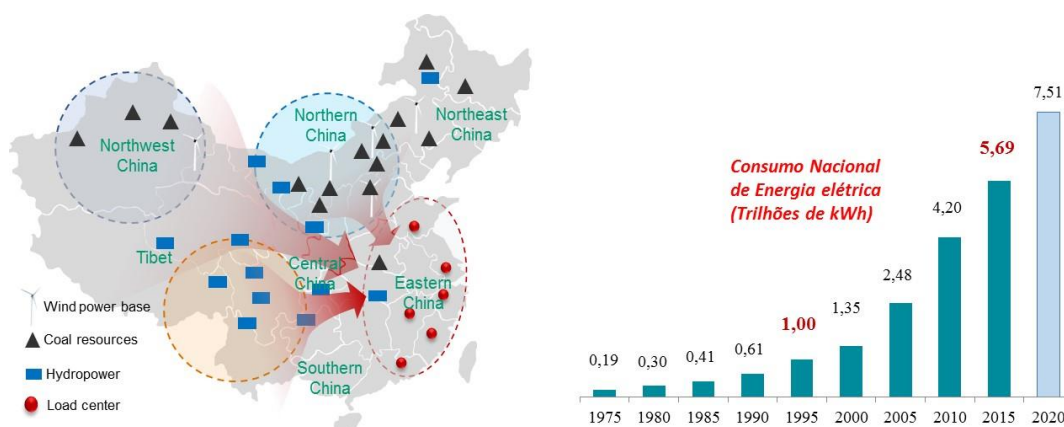 Northwest
China
Northern
China
Northeast
China
Tibet
Central
China
Eastern
China
Southern
China
Wind power base
Coal resources
Hydropower
Load center
Consumo Nacional
de Energia elétrica
(Trilhões de kWh)
0,19
0,30
0,41
0,61
1,00
1,35
2,48
4,20
5,69
7,51
1975 1980 1985 1990 1995 2000 2005 2010 2015 2020